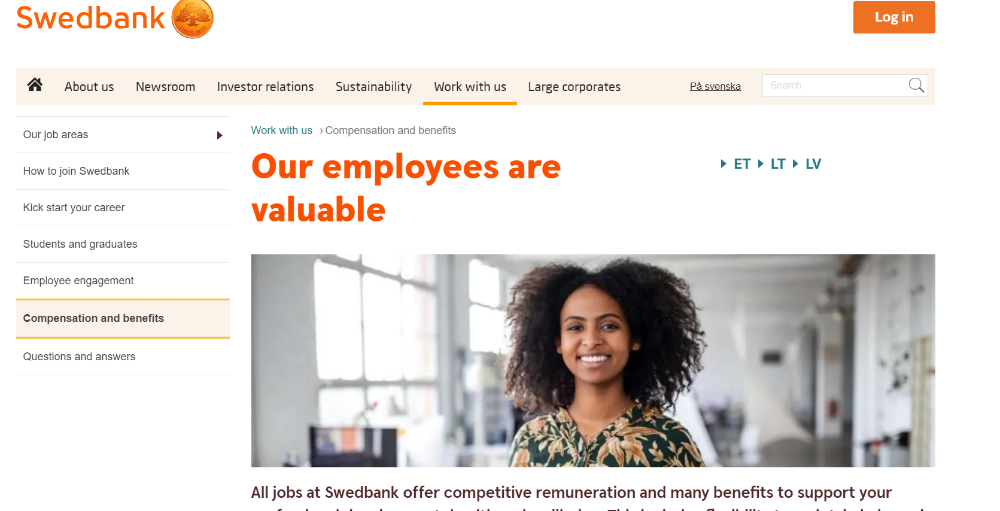 Swedbank
SINCE 1820
Log in
About us Newsroom Investor relations Sustainability Work with us Large corporates På svenska Search
Our job areas
How to join Swedbank
Kick start your career
Students and graduates
Employee engagement
Compensation and benefits
Questions and answers
Work with us › Compensation and benefits
Our employees are
valuable
ET LT LV
All jobs at Swedbank offer competitive remuneration and many benefits to support your